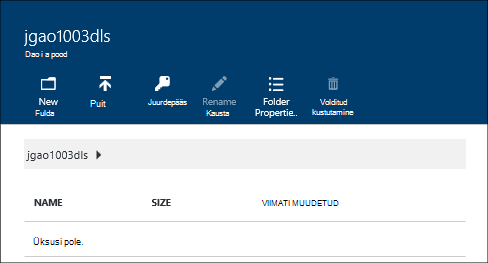 jgao1003dls
Dao i a pood
New
Fulda
Puit
Juurdepääs
Rename
Kausta
Folder
Propertie..
Volditud
kustutamine
jgao1003dls
NAME SIZE VIIMATI MUUDETUD
Üksusi pole.